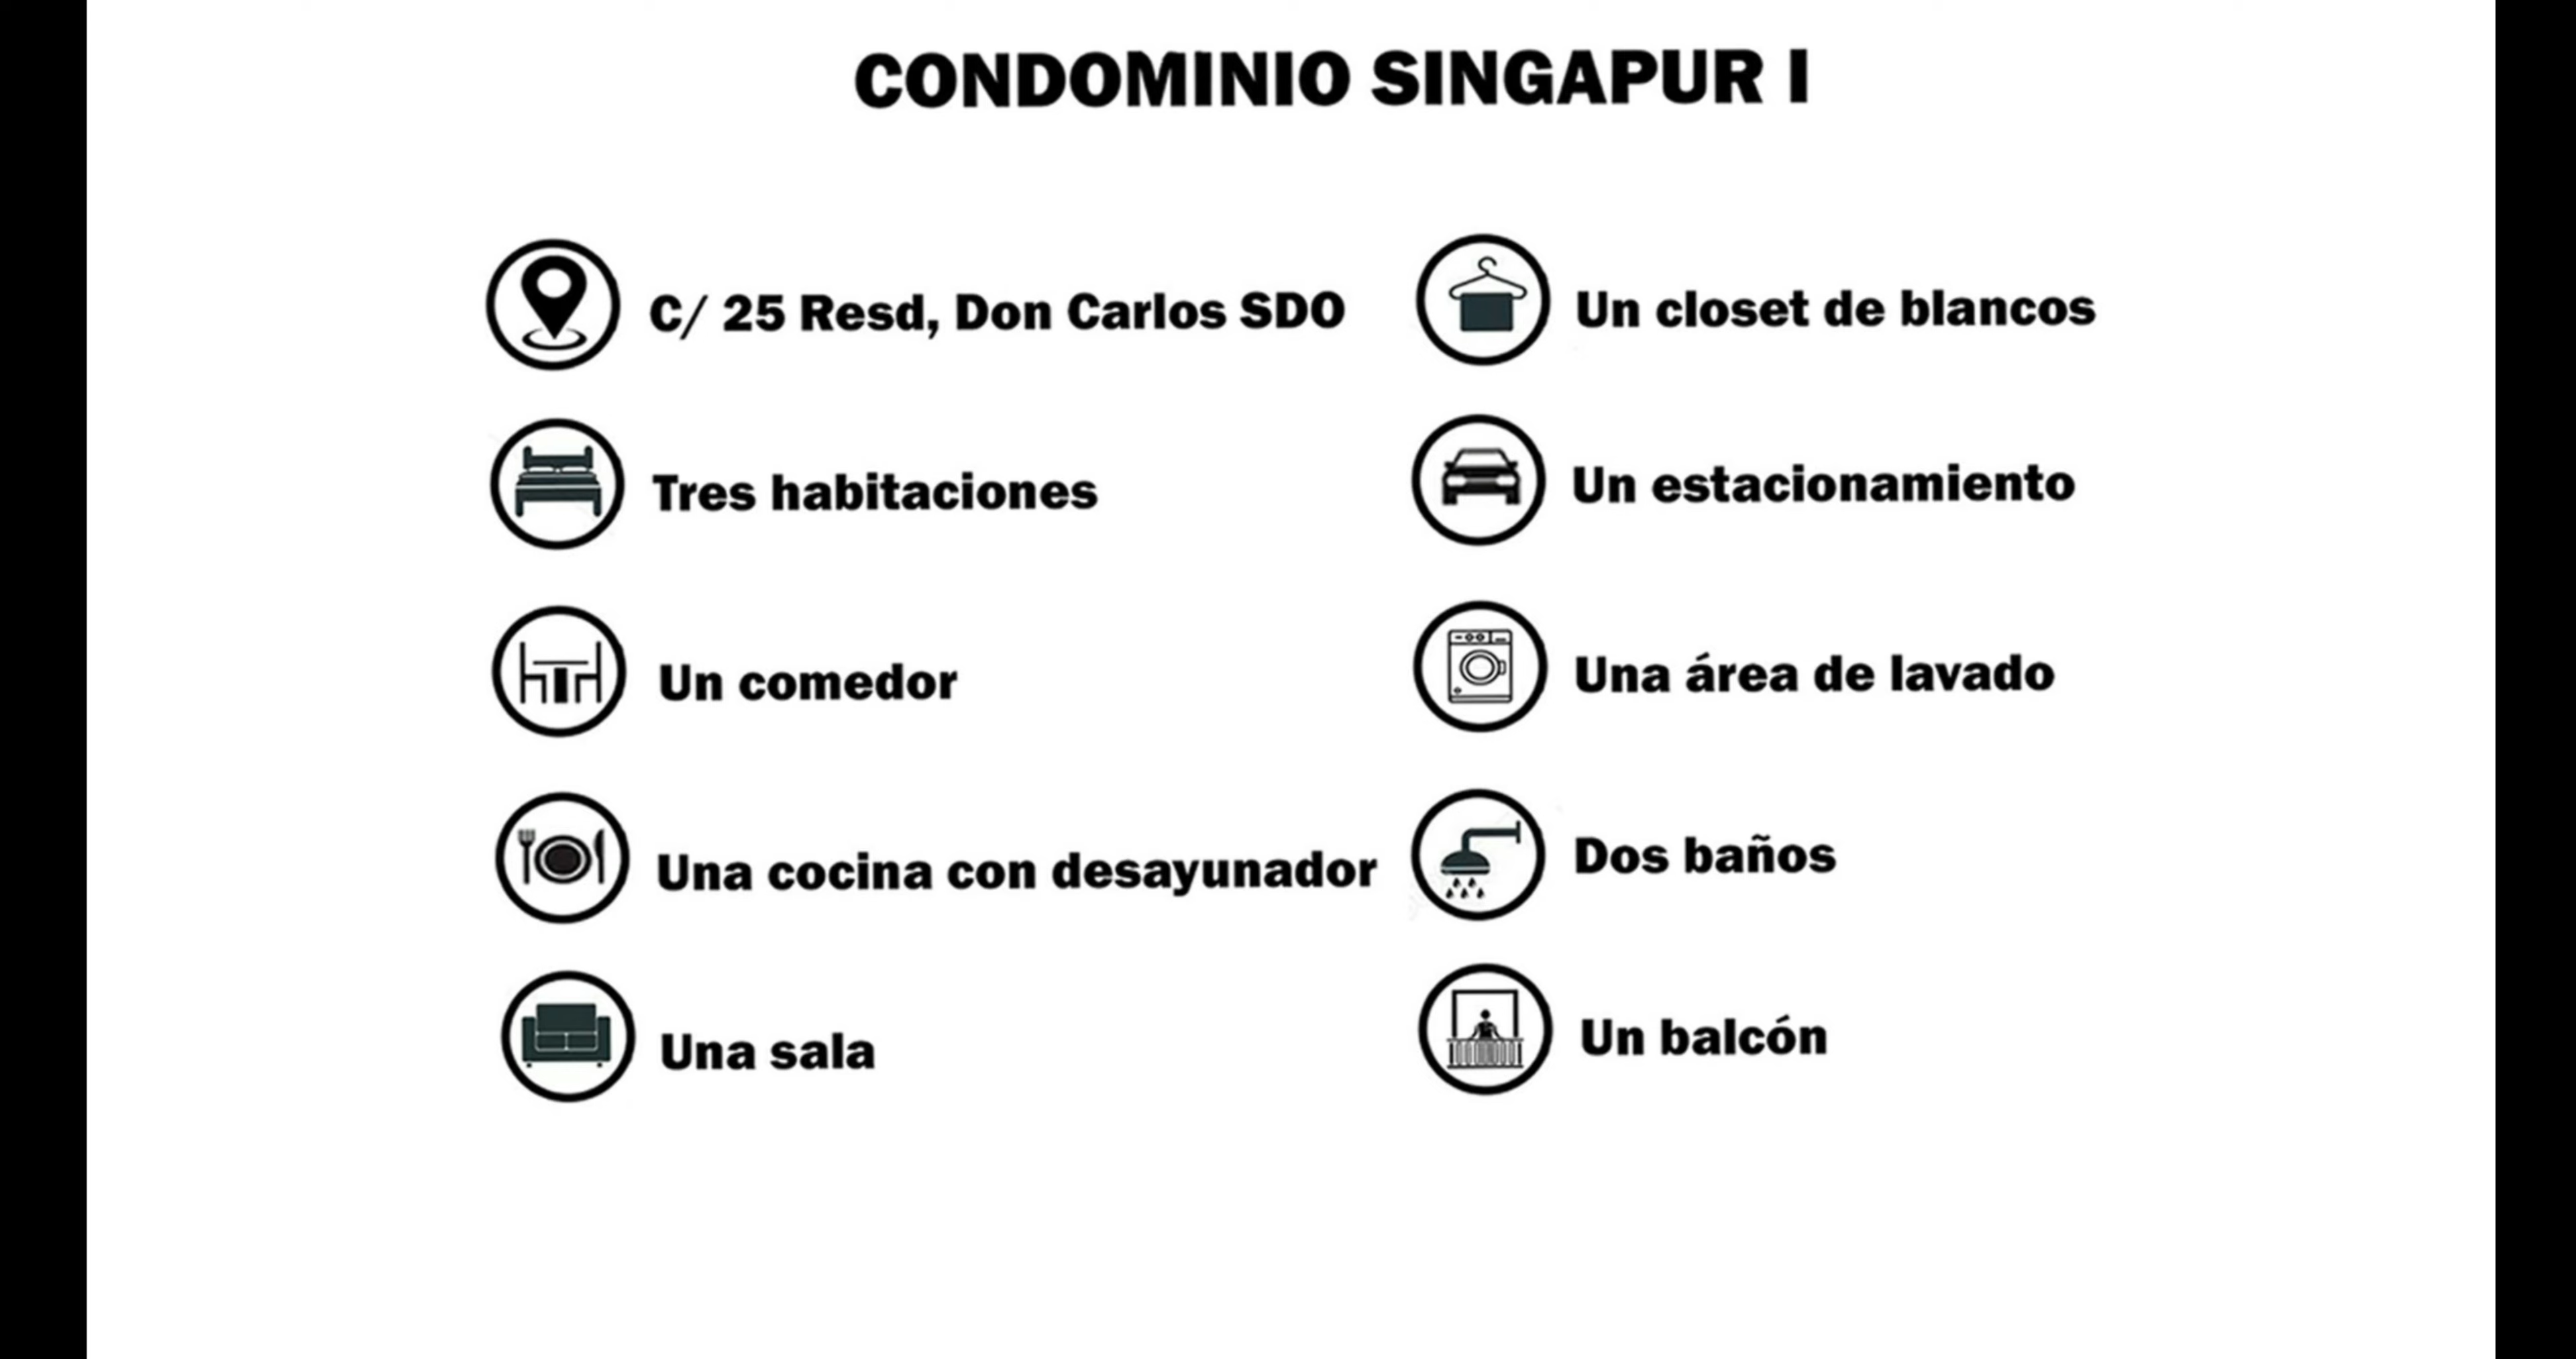 CONDOMINIO SINGAPUR I
C/ 25 Resd, Don Carlos SDO
Tres habitaciones
Un comedor
Una cocina con desayunador
Una sala
Un closet de blancos
Un estacionamiento
Una área de lavado
Dos baños
Un balcón